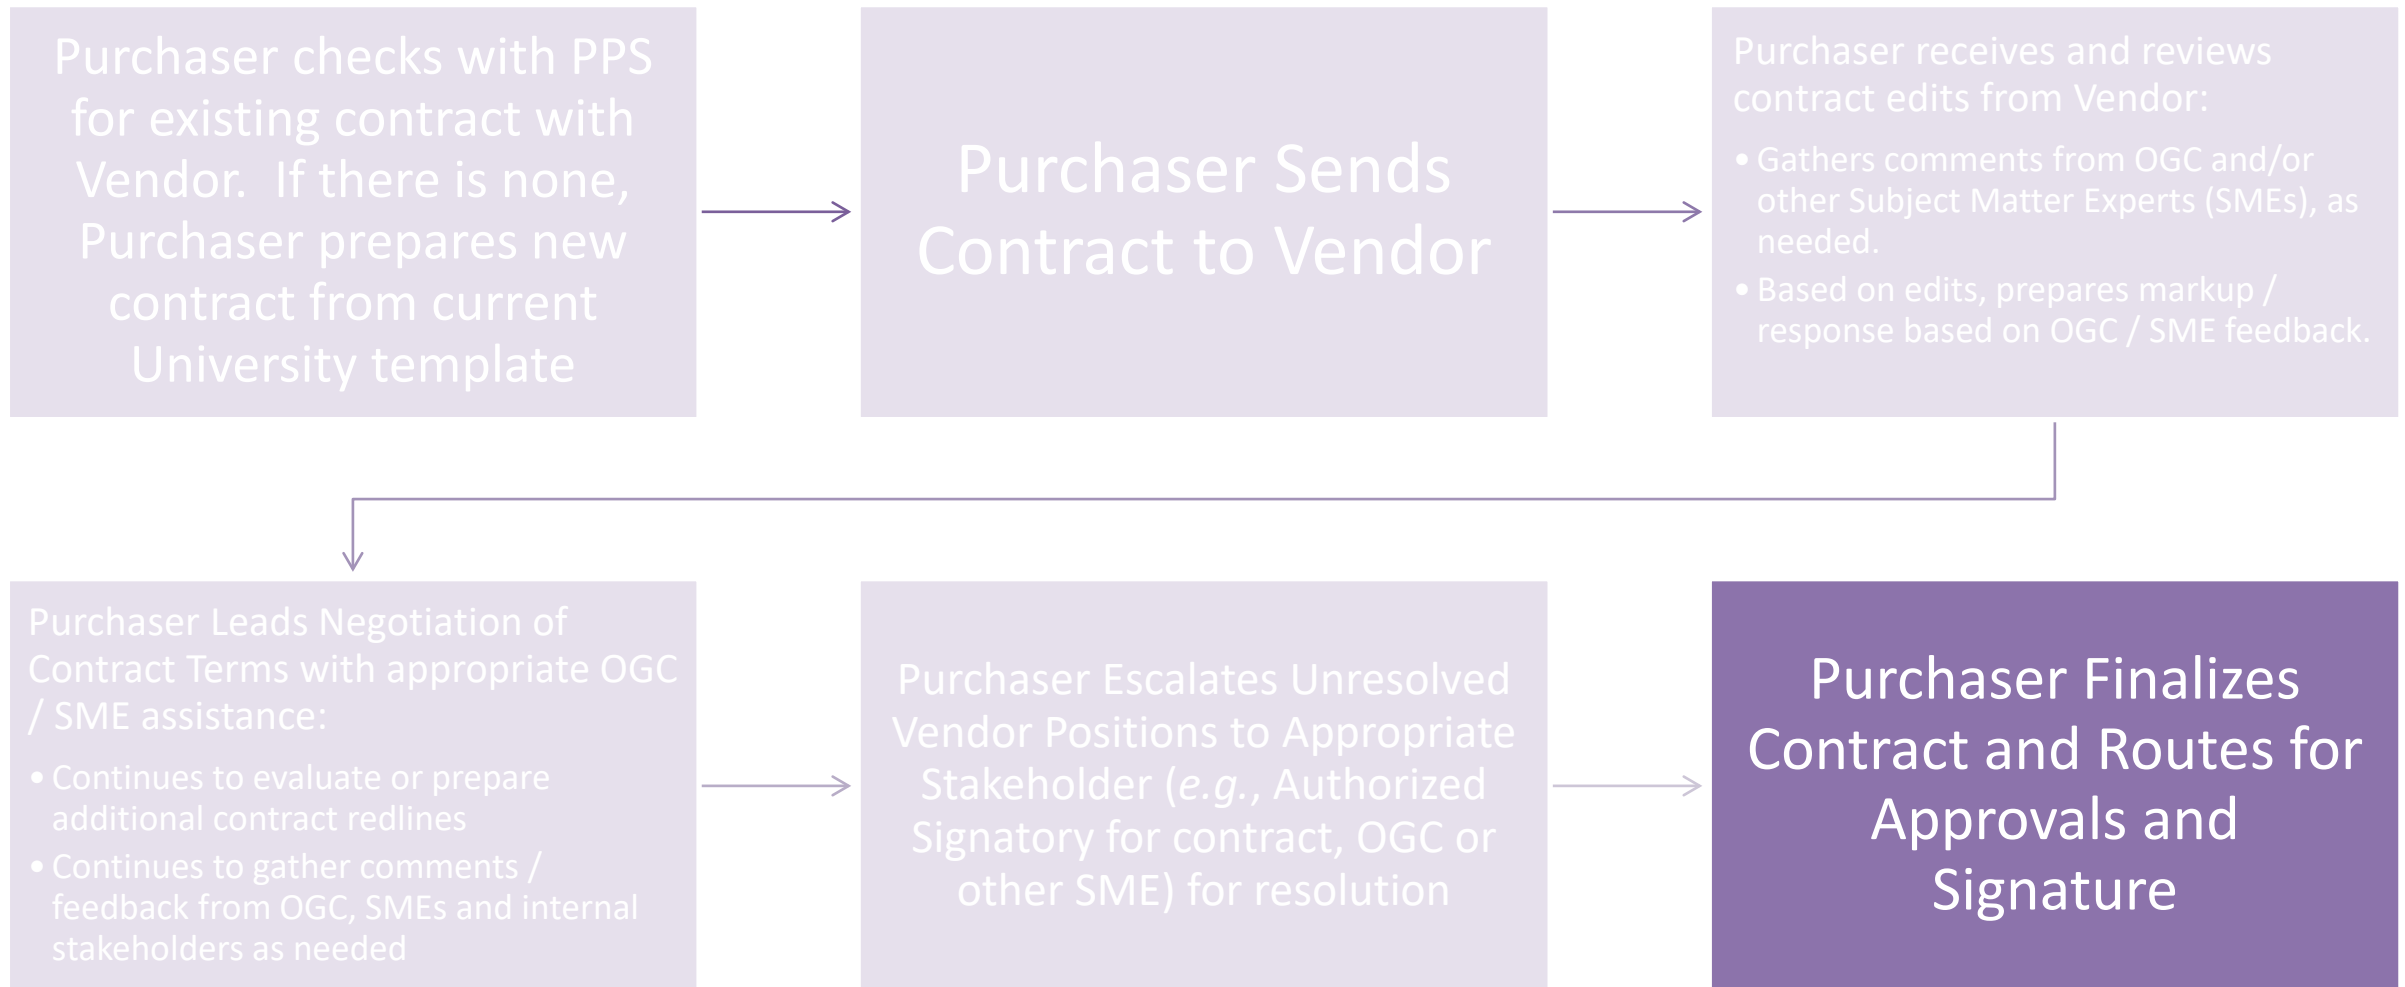 Purchaser checks with PPS
for existing contract with
Vendor.  If there is none,
Purchaser prepares new
contract from current
University template
Purchaser Sends
Contract to Vendor
Purchaser receives and reviews
contract edits from Vendor:
• Gathers comments from OGC and/or
other Subject Matter Experts (SMEs), as
needed.
• Based on edits, prepares markup /
response based on OGC / SME feedback.
Purchaser Leads Negotiation of
Contract Terms with appropriate OGC
/ SME assistance:
• Continues to evaluate or prepare
additional contract redlines
• Continues to gather comments /
feedback from OGC, SMEs and internal
stakeholders as needed
Purchaser Escalates Unresolved
Vendor Positions to Appropriate
Stakeholder (e.g., Authorized
Signatory for contract, OGC or
other SME) for resolution
Purchaser Finalizes
Contract and Routes for
Approvals and
Signature